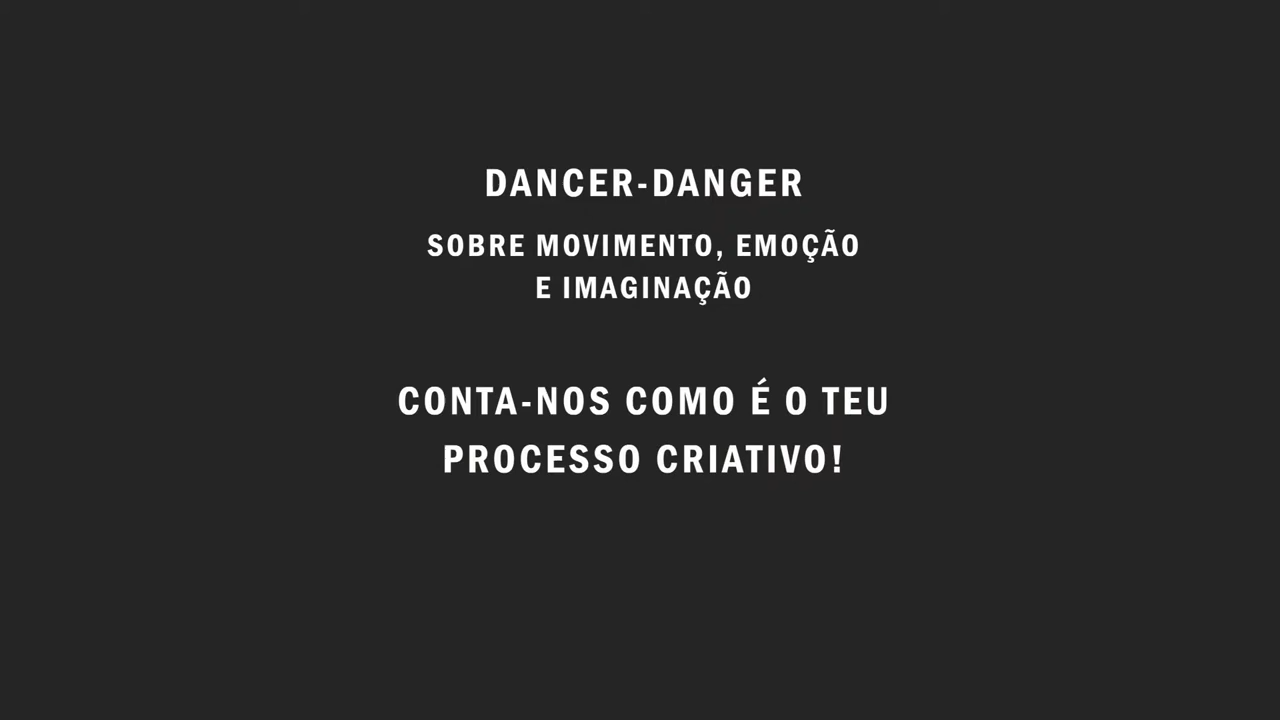 DANCER-DANGER
SOBRE MOVIMENTO, EMOÇÃO
E IMAGINAÇÃO
CONTA-NOS COMO É O TEU
PROCESSO CRIATIVO!